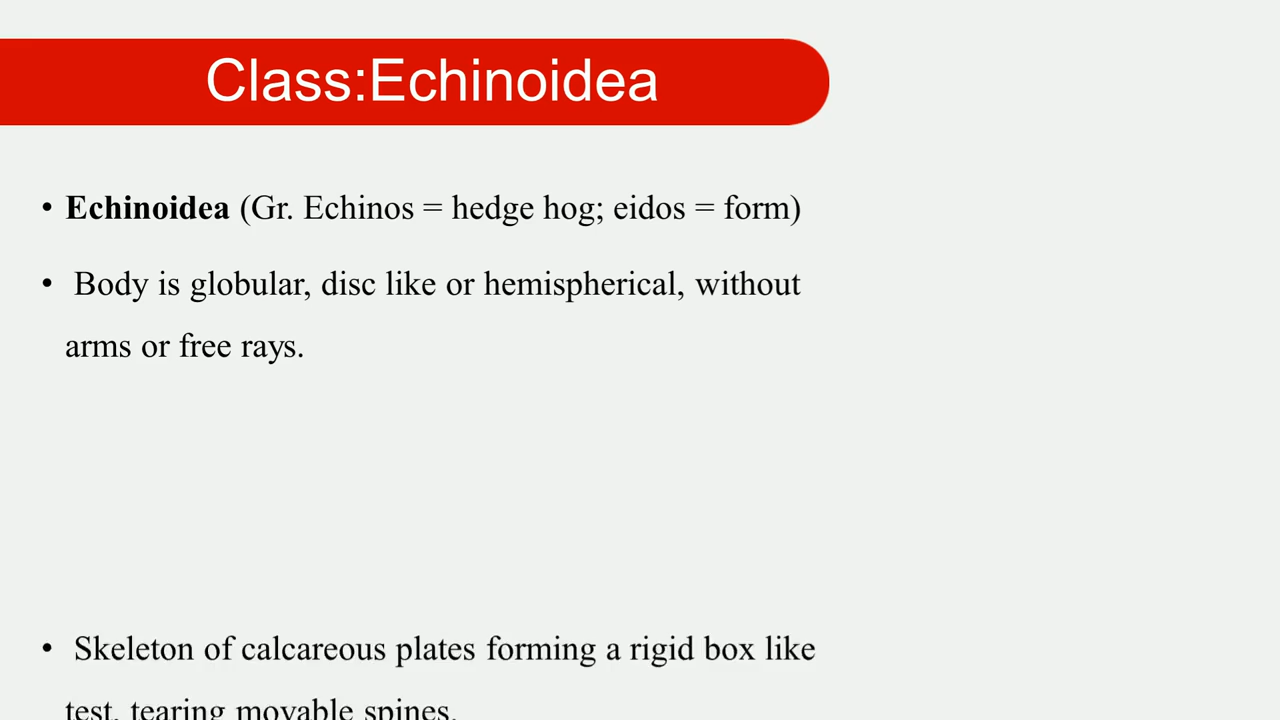 Class:Echinoidea
• Echinoidea (Gr. Echinos = hedge hog; eidos = form)
• Body is globular, disc like or hemispherical, without
arms or free rays.
• Skeleton of calcareous plates forming a rigid box like
test, tearing movable spines.